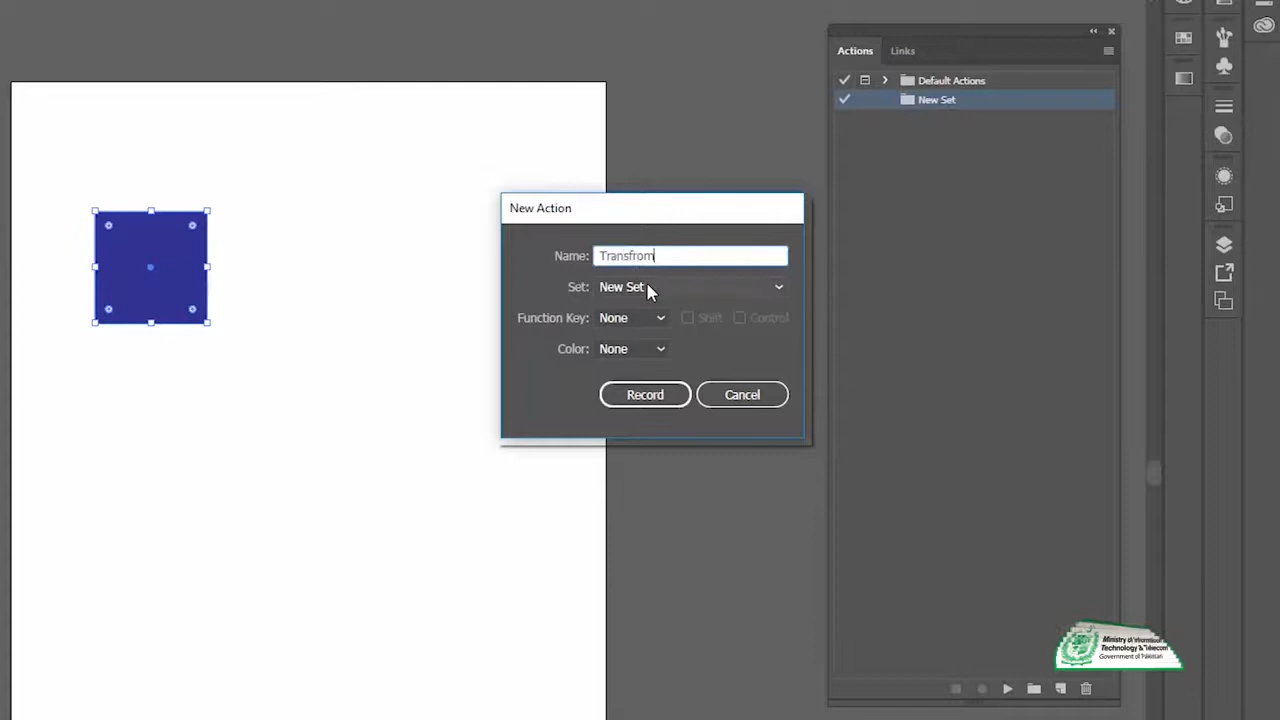 Actions
Links
Default Actions
New Set
New Action
Name:
Transfrom
Set:
New Set
Function Key:
None
Shift
Control
Color:
None
Record
Cancel
Ministry of Information
Technology & Telecom
Government of Pakistan